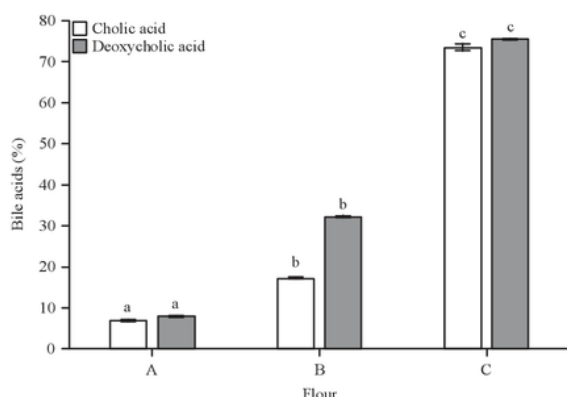 80
70
60
50
40
30
20
10
0
Bile acids (%)
Cholic acid
Deoxycholic acid
a a
b b
c c
A B C
Flour